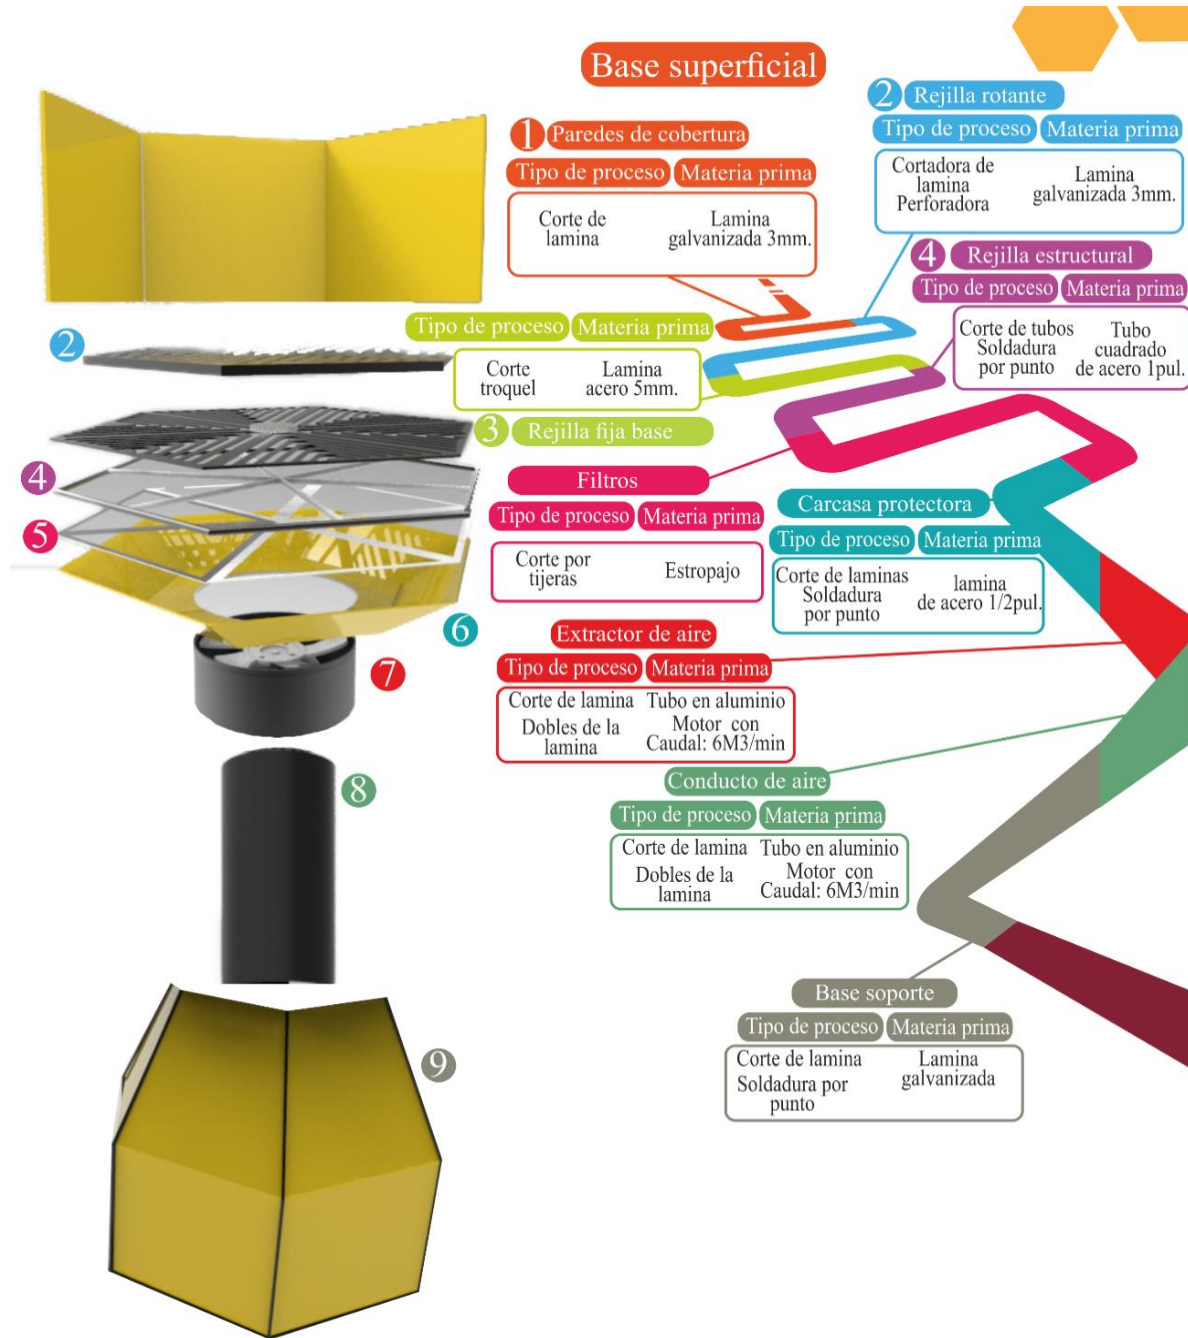 Base superficial
1 Paredes de cobertura
Tipo de proceso Materia prima
Corte de
lamina
Lamina
galvanizada 3mm.
2 Rejilla rotante
Tipo de proceso Materia prima
Cortadora de
lamina
Perforadora
Lamina
galvanizada 3mm.
4 Rejilla estructural
Tipo de proceso Materia prima
Corte de tubos
Soldadura
por punto
Tubo
cuadrado
de acero 1pul.
Tipo de proceso Materia prima
Corte
troquel
Lamina
acero 5mm.
3 Rejilla fija base
Filtros
Tipo de proceso Materia prima
Corte por
tijeras
Estropajo
Carcasa protectora
Tipo de proceso Materia prima
Corte de laminas
Soldadura
por punto
lamina
de acero 1/2pul.
Extractor de aire
Tipo de proceso Materia prima
Corte de lamina
Dobles de la
lamina
Tubo en aluminio
Motor con
Caudal: 6M3/min
Conducto de aire
Tipo de proceso Materia prima
Corte de lamina
Dobles de la
lamina
Tubo en aluminio
Motor con
Caudal: 6M3/min
Base soporte
Tipo de proceso Materia prima
Corte de lamina
Soldadura por
punto
Lamina
galvanizada
2
4
5
6
7
8
9